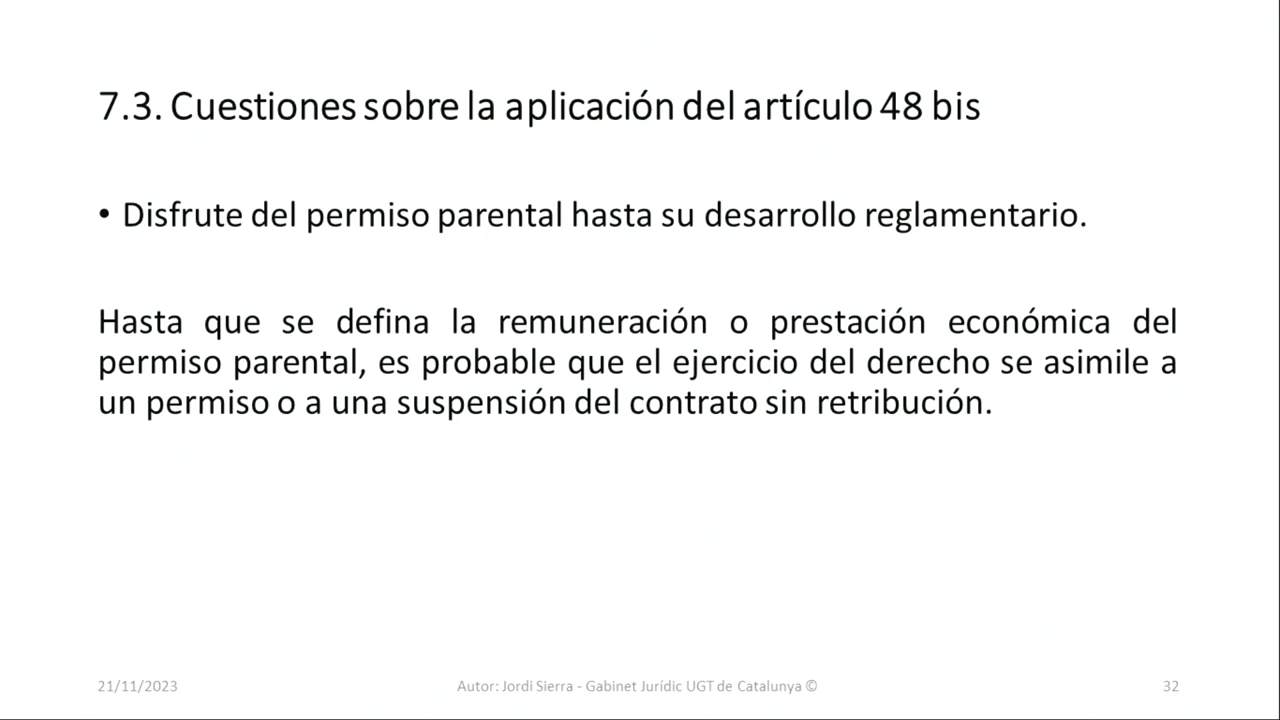 7.3. Cuestiones sobre la aplicación del artículo 48 bis
• Disfrute del permiso parental hasta su desarrollo reglamentario.
Hasta que se defina la remuneración o prestación económica del
permiso parental, es probable que el ejercicio del derecho se asimile a
un permiso o a una suspensión del contrato sin retribución.
21/11/2023
Autor: Jordi Sierra - Gabinet Jurídic UGT de Catalunya ©
32